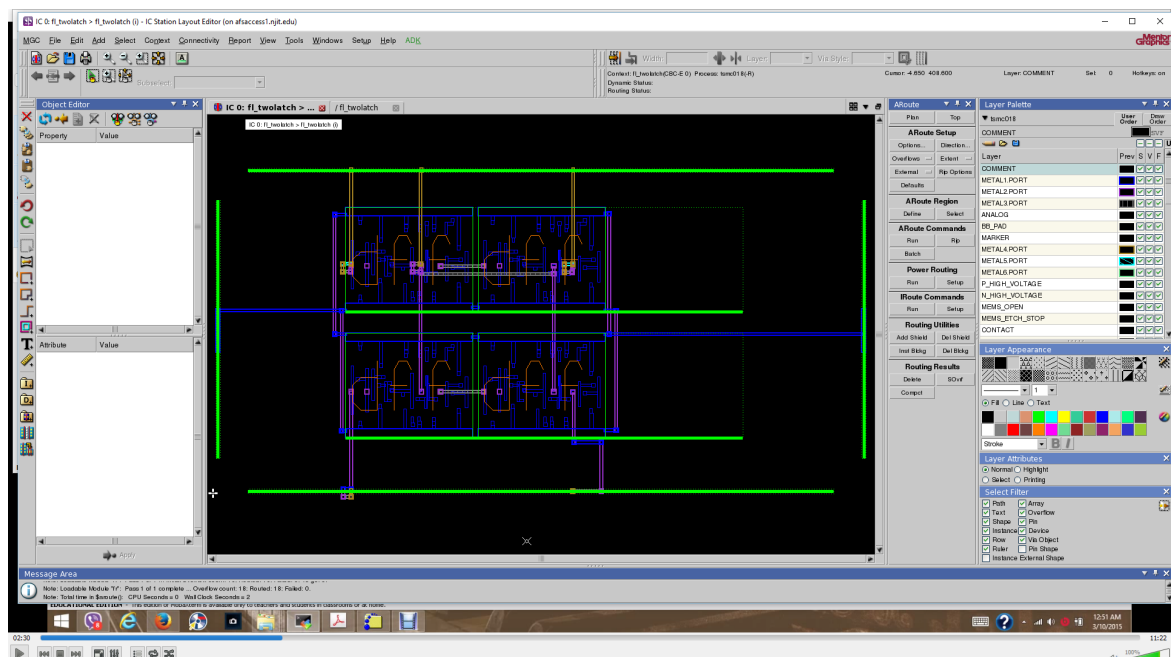 IC 0: fl_twolatch > fl_twolatch (i) - IC Station Layout Editor (on afsaccess1.njit.edu)
MGC File Edit Add Select Context Connectivity Report View Tools Windows Setup Help ADK
Mentor Graphics
Subselect:
Width: Layer: Via Style:
Context: fl_twolatch(CBC-E 0) Process: tsmc018(-R)
Cursor: -4.650 408.600 Layer: COMMENT Set 0 Hotkeys: on
Dynamic Status:
Routing Status:
Object Editor
Property Value
Attribute Value
Apply
IC 0: fl_twolatch > ... / fl_twolatch
IC 0: fl_twolatch > fl_twolatch (i)
ARoute
Plan Top
ARoute Setup
Options... Direction...
Overflows Extent
External Rip Options
Defaults
ARoute Region
Define Select
ARoute Commands
Run Rip
Batch
Power Routing
Run Setup
IRoute Commands
Run Setup
Routing Utilities
Add Shield Del Shield
Inst Blckg Del Blckg
Routing Results
Delete SOvif
Compct
Layer Palette
tsmc018 User Order Draw Order
COMMENT SVF
Layer Prev S V F
COMMENT
METAL1.PORT
METAL2.PORT
METAL3.PORT
ANALOG
BB_PAD
MARKER
METAL4.PORT
METAL5.PORT
METAL6.PORT
P_HIGH_VOLTAGE
N_HIGH_VOLTAGE
MEMS_OPEN
MEMS_ETCH_STOP
CONTACT
Layer Appearance
1
Fill Line Text
Stroke B I
Layer Attributes
Normal Highlight
Select Printing
Select Filter
Path Array
Text Overflow
Shape Pin
Instance Device
Row Via Object
Ruler Pin Shape
Instance External Shape
Message Area
Note: Loadable Module "i": Pass 1 of 1 complete ... Overflow count: 18: Routed: 18: Failed: 0.
Note: Total time in $aroute(): CPU Seconds = 0 Wall Clock Seconds = 2
12:51 AM
3/10/2015
02:30 11:22
100%